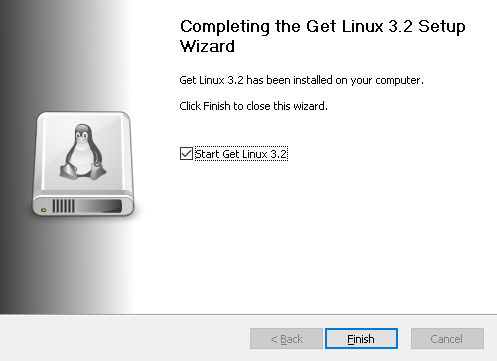 Completing the Get Linux 3.2 Setup
Wizard
Get Linux 3.2 has been installed on your computer.
Click Finish to close this wizard.
Start Get Linux 3.2
< Back
Finish
Cancel